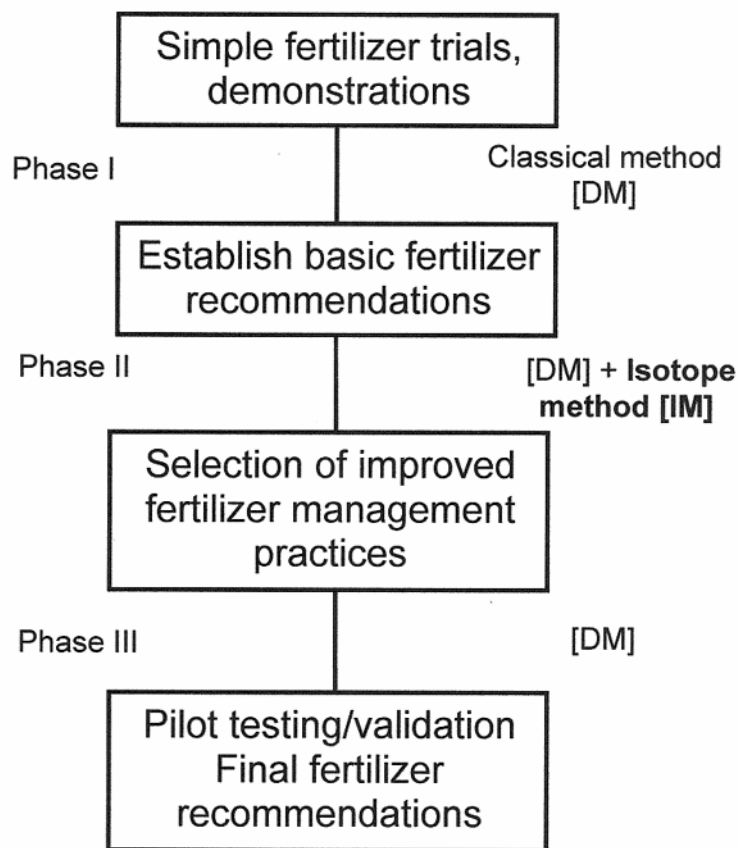 Simple fertilizer trials,
demonstrations
Phase I
Classical method
[DM]
Establish basic fertilizer
recommendations
Phase II
[DM] + Isotope
method [IM]
Selection of improved
fertilizer management
practices
Phase III
[DM]
Pilot testing/validation
Final fertilizer
recommendations